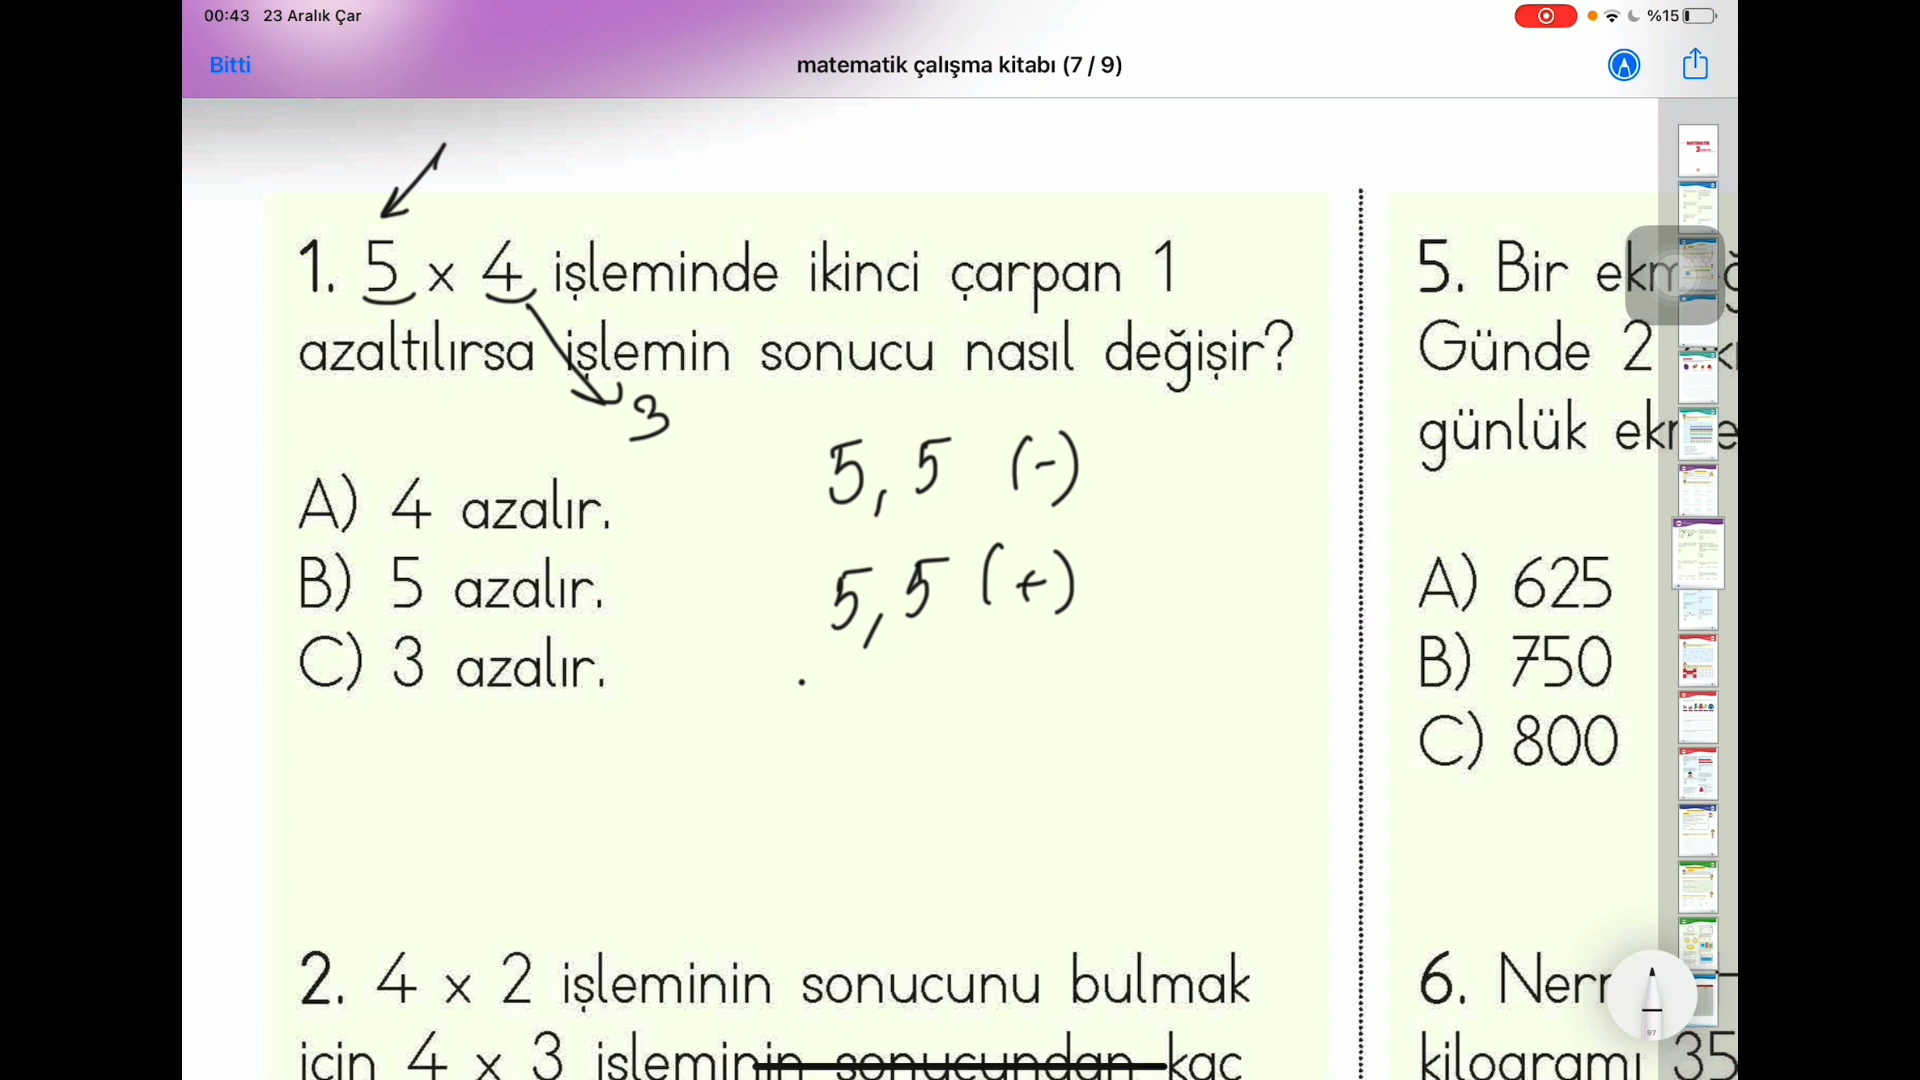 00:43 23 Aralık Çar
%15
Bitti
matematik çalışma kitabı (7 / 9)
1. 5 x 4 işleminde ikinci çarpan 1
azaltılırsa işlemin sonucu nasıl değişir?
3
5, 5 (-)
A) 4 azalır.
B) 5 azalır.
5, 5 (+)
C) 3 azalır.
2. 4 x 2 işleminin sonucunu bulmak
için 4 x 3 işleminin sonucundan kaç
5. Bir
Günde 2
günlük
A) 625
B) 750
C) 800
6.
kilogramı 35
97